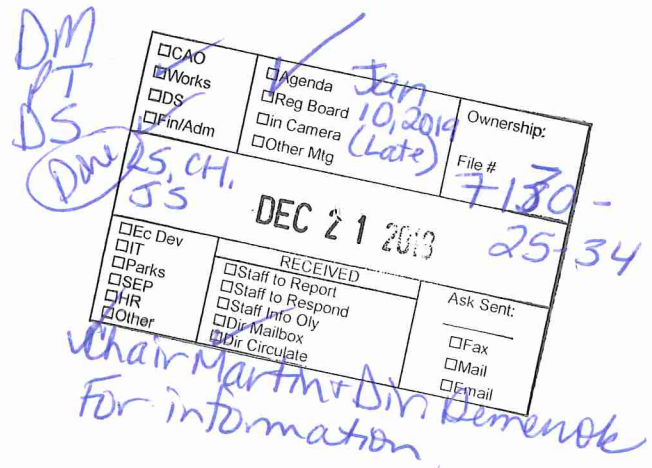 DM
PT
DS
Done
☐CAO
☐Works
☐DS
☐Fin/Adm
RS, CH,
JS
☐Agenda
☐Reg Board
☐in Camera
☐Other Mtg
Jan
10, 2019
(Late)
Ownership:
File #
7130-
25-34
DEC 21 2018
☐Ec Dev
☐IT
☐Parks
☐SEP
☐HR
☐Other
RECEIVED
☐Staff to Report
☐Staff to Respond
☐Staff Info Oly
☐Dir Mailbox
☐Dir Circulate
Ask Sent:
☐Fax
☐Mail
☐Email
Chair Martin + Dir. Demenok
For information